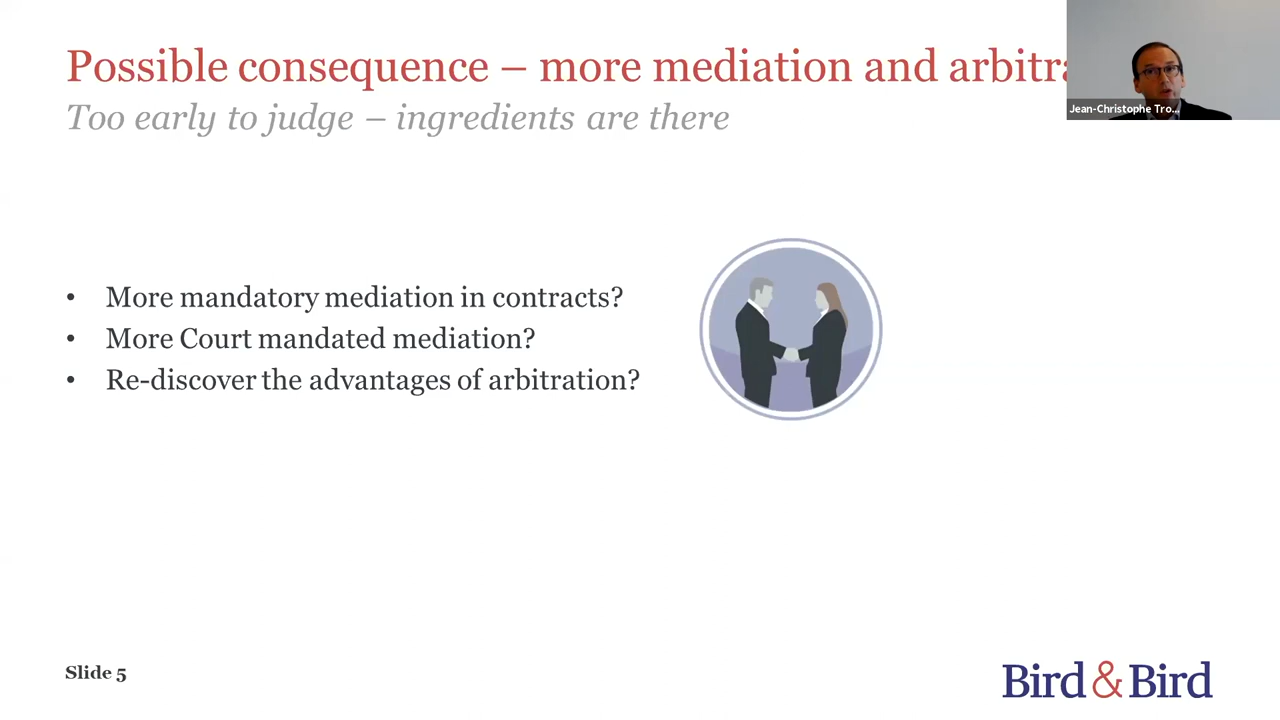 Possible consequence – more mediation and arbitra
Too early to judge – ingredients are there
Jean-Christophe Tro...
• More mandatory mediation in contracts?
• More Court mandated mediation?
• Re-discover the advantages of arbitration?
Slide 5
Bird & Bird